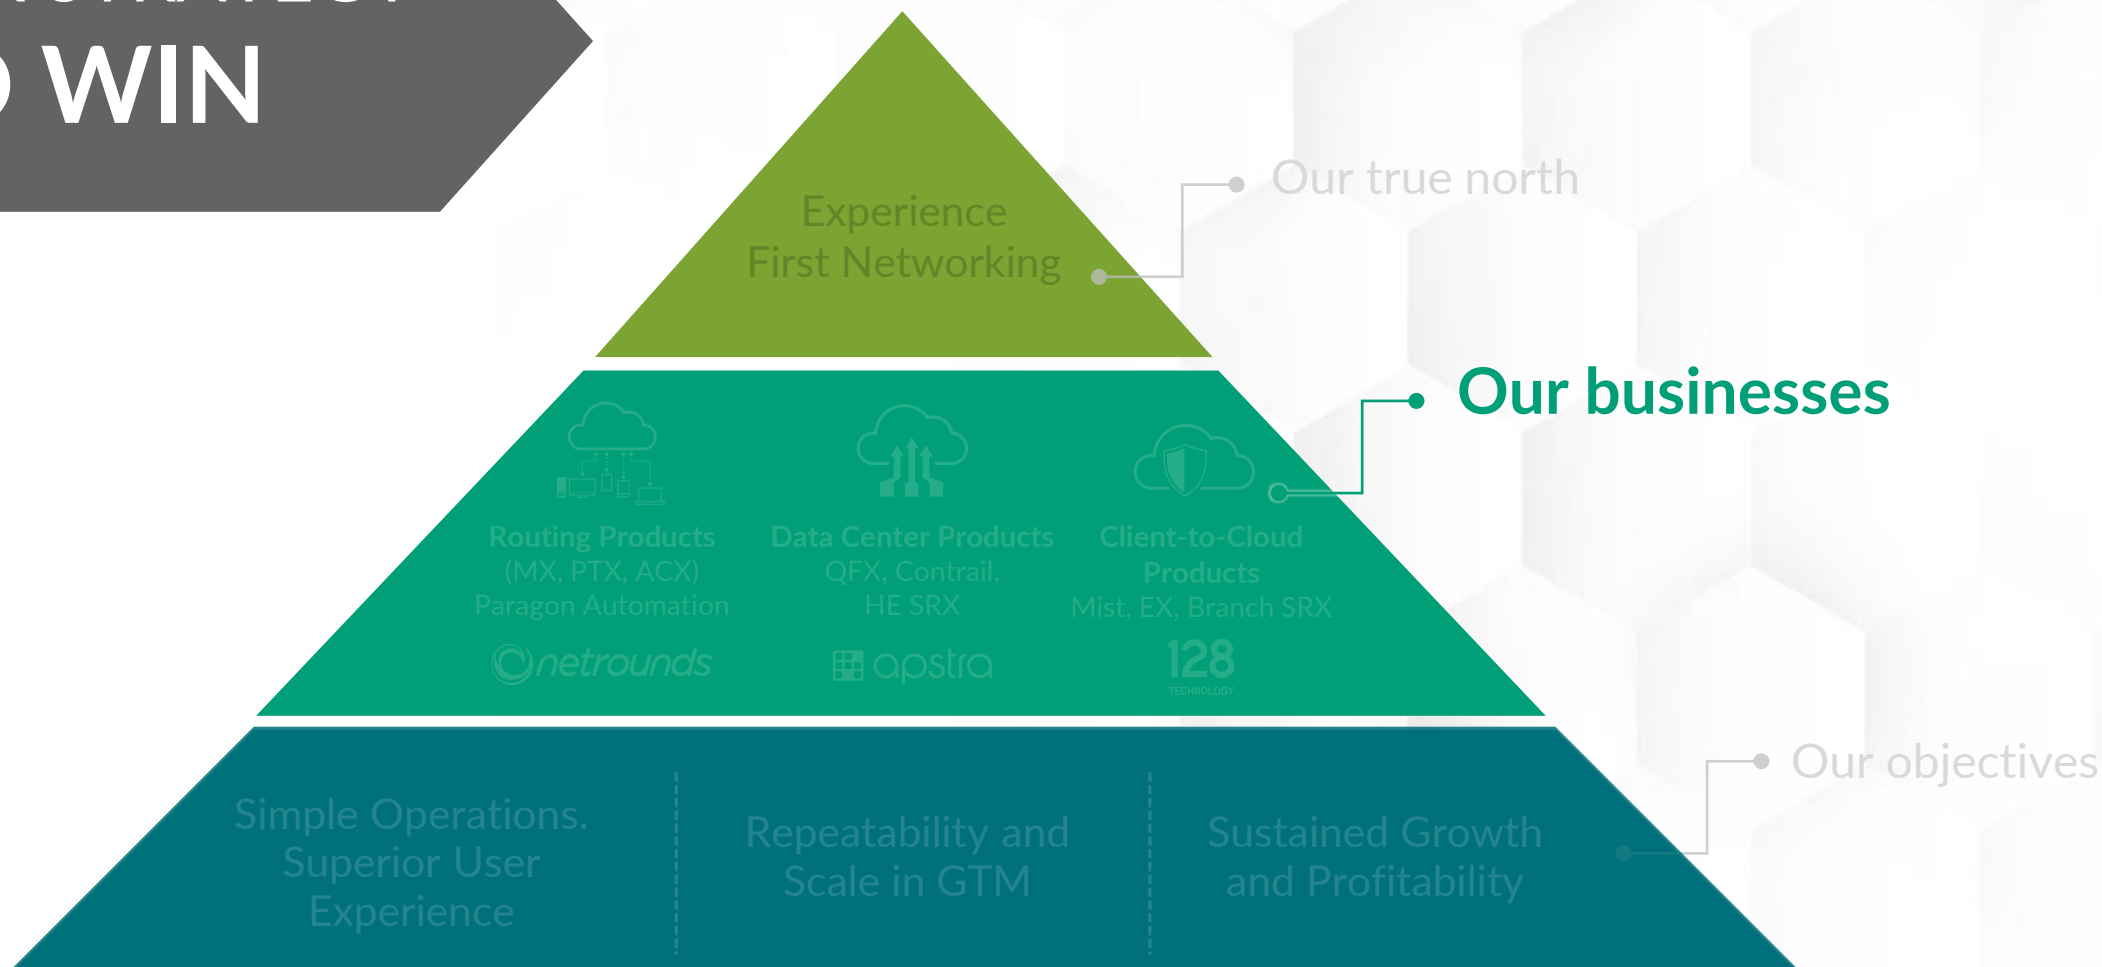 WIN
Experience
First Networking
Our true north
Our businesses
Routing Products
(MX, PTX, ACX)
Paragon Automation
netrounds
Data Center Products
QFX, Contrail,
HE SRX
apstra
Client-to-Cloud
Products
Mist, EX, Branch SRX
128
TECHNOLOGY
Our objectives
Simple Operations.
Superior User
Experience
Repeatability and
Scale in GTM
Sustained Growth
and Profitability